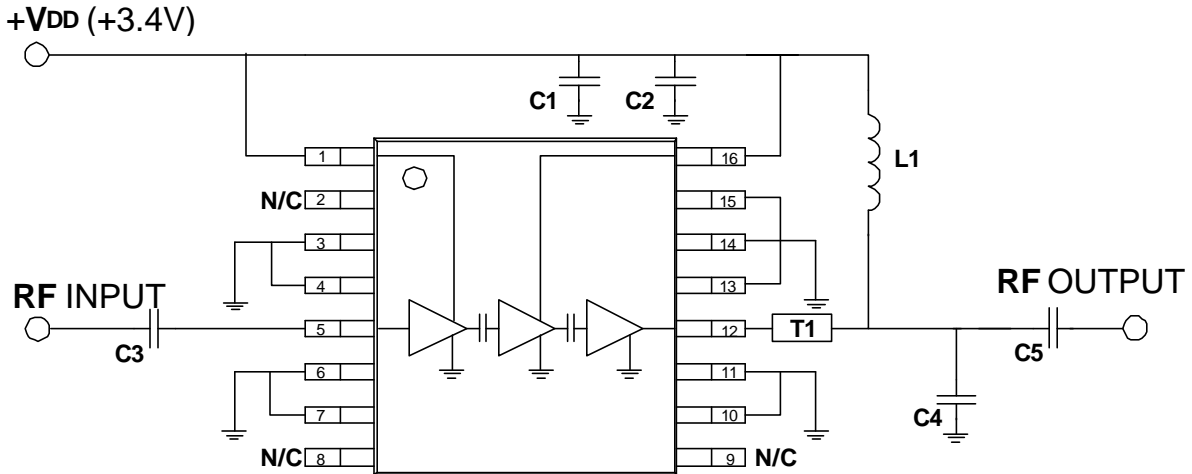 +VDD (+3.4V)
C1
C2
L1
1
16
N/C
2
15
3
14
4
13
RF INPUT
RF OUTPUT
5
12
T1
C3
C5
6
11
7
10
C4
N/C
8
9
N/C